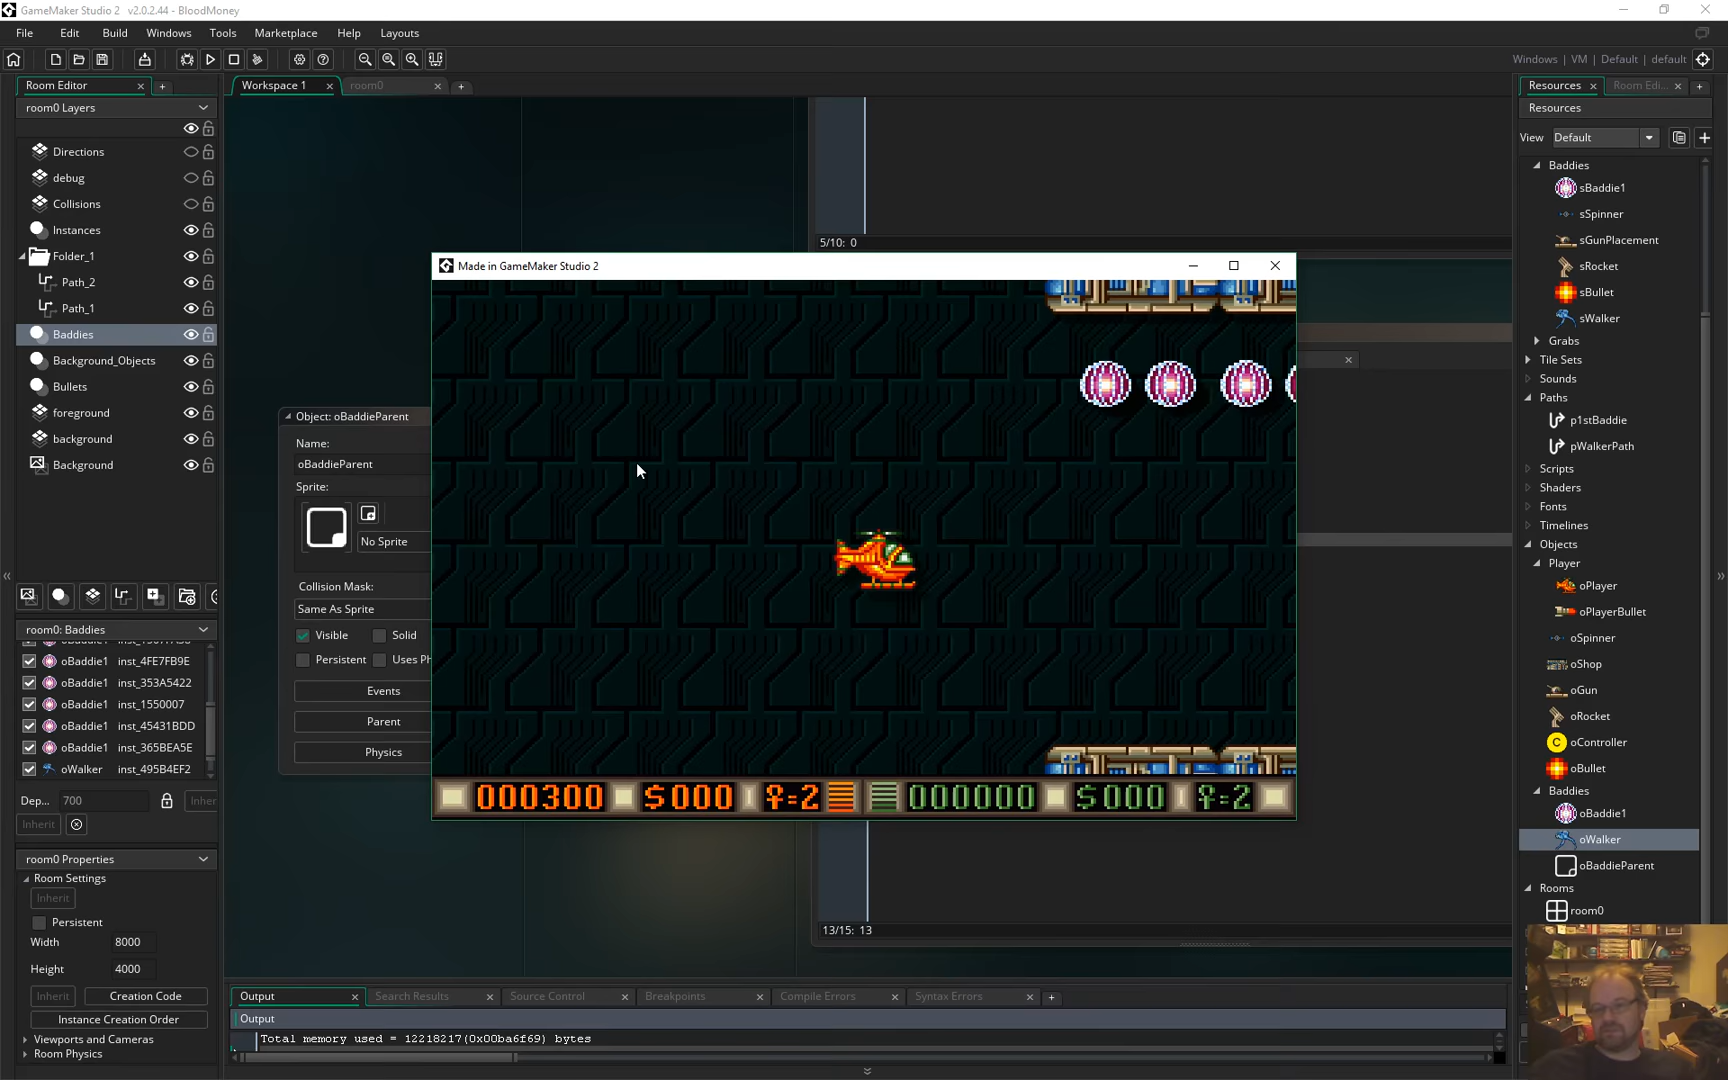 GameMaker Studio 2 v2.0.2.44 - BloodMoney
File Edit Build Windows Tools Marketplace Help Layouts
Windows | VM | Default | default
Room Editor
Workspace 1
room0
Resources
Room Edi...
room0 Layers
Resources
View Default
Directions
debug
Collisions
Instances
Folder_1
Path_2
Path_1
Baddies
Background_Objects
Bullets
foreground
background
Background
room0: Baddies
oBaddie1 inst_4FE7FB9E
oBaddie1 inst_353A5422
oBaddie1 inst_1550007
oBaddie1 inst_45431BDD
oBaddie1 inst_365BEA5E
oWalker inst_495B4EF2
Dep... 700 Inher
Inherit
room0 Properties
Room Settings
Inherit
Persistent
Width 8000
Height 4000
Inherit Creation Code
Instance Creation Order
Viewports and Cameras
Room Physics
5/10: 0
Object: oBaddieParent
Name:
oBaddieParent
Sprite:
No Sprite
Collision Mask:
Same As Sprite
Visible Solid
Persistent Uses Ph
Events
Parent
Physics
Made in GameMaker Studio 2
000300 $000 =2 000000 $000 =2
13/15: 13
Output Search Results Source Control Breakpoints Compile Errors Syntax Errors
Output
Total memory used = 12218217(0x00ba6f69) bytes
Baddies
sBaddie1
sSpinner
sGunPlacement
sRocket
sBullet
sWalker
Grabs
Tile Sets
Sounds
Paths
p1stBaddie
pWalkerPath
Scripts
Shaders
Fonts
Timelines
Objects
Player
oPlayer
oPlayerBullet
oSpinner
oShop
oGun
oRocket
C oController
oBullet
Baddies
oBaddie1
oWalker
oBaddieParent
Rooms
room0